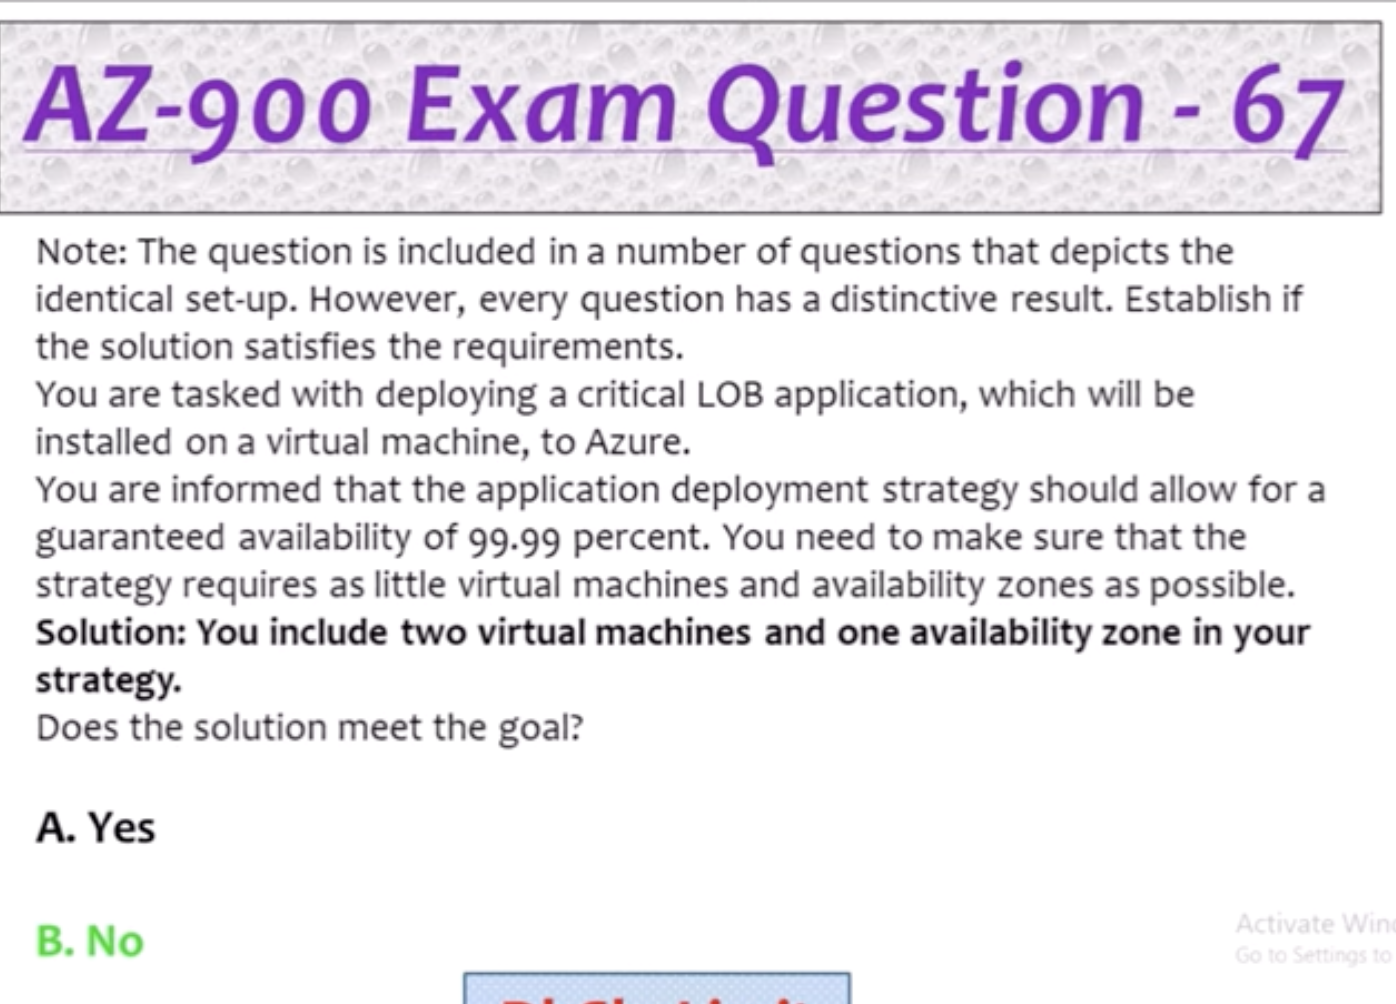 AZ-900 Exam Question - 67
Note: The question is included in a number of questions that depicts the
identical set-up. However, every question has a distinctive result. Establish if
the solution satisfies the requirements.
You are tasked with deploying a critical LOB application, which will be
installed on a virtual machine, to Azure.
You are informed that the application deployment strategy should allow for a
guaranteed availability of 99.99 percent. You need to make sure that the
strategy requires as little virtual machines and availability zones as possible.
Solution: You include two virtual machines and one availability zone in your
strategy.
Does the solution meet the goal?
A. Yes
B. No
Activate Win
Go to Settings to